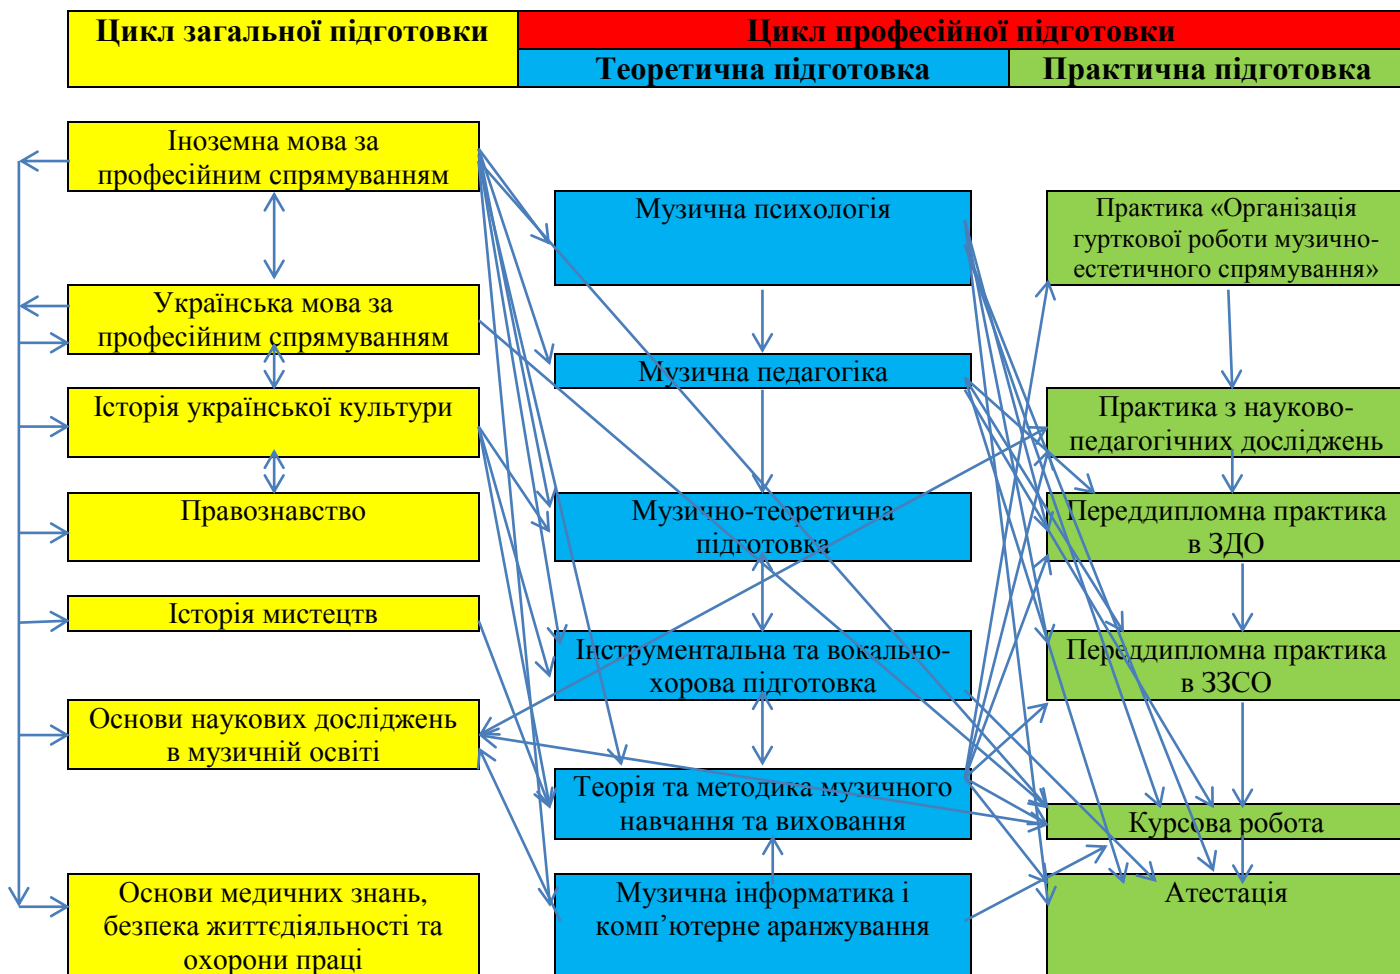 Цикл загальної підготовки
Цикл професійної підготовки
Теоретична підготовка
Практична підготовка
Іноземна мова за
професійним спрямуванням
Українська мова за
професійним спрямуванням
Історія української культури
Правознавство
Історія мистецтв
Основи наукових досліджень
в музичній освіті
Основи медичних знань,
безпека життєдіяльності та
охорони праці
Музична психологія
Музична педагогіка
Музично-теоретична
підготовка
Інструментальна та вокально-
хорова підготовка
Теорія та методика музичного
навчання та виховання
Музична інформатика і
комп’ютерне аранжування
Практика «Організація
гурткової роботи музично-
естетичного спрямування»
Практика з науково-
педагогічних досліджень
Переддипломна практика
в ЗДО
Переддипломна практика
в ЗЗСО
Курсова робота
Атестація